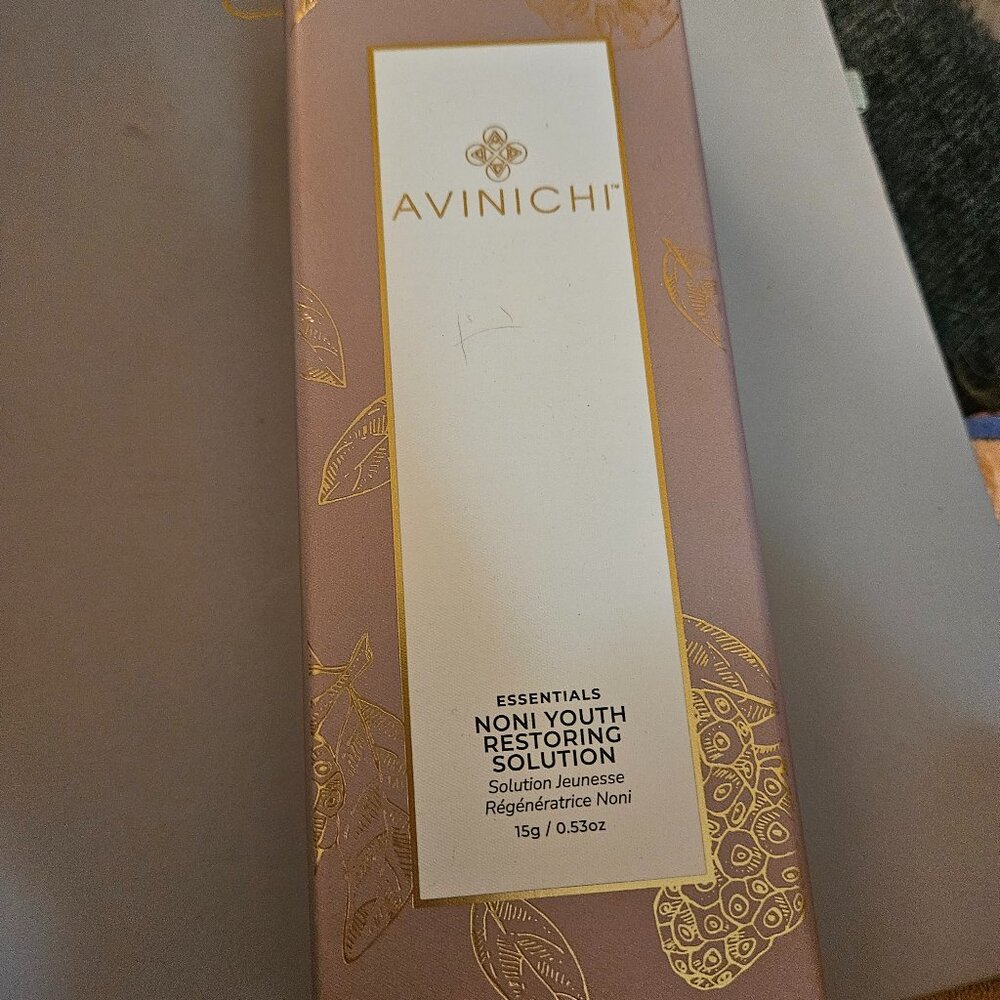 AVINICHI™
ESSENTIALS
NONI YOUTH
RESTORING
SOLUTION
Solution Jeunesse
Régénératrice Noni
15g / 0.53oz